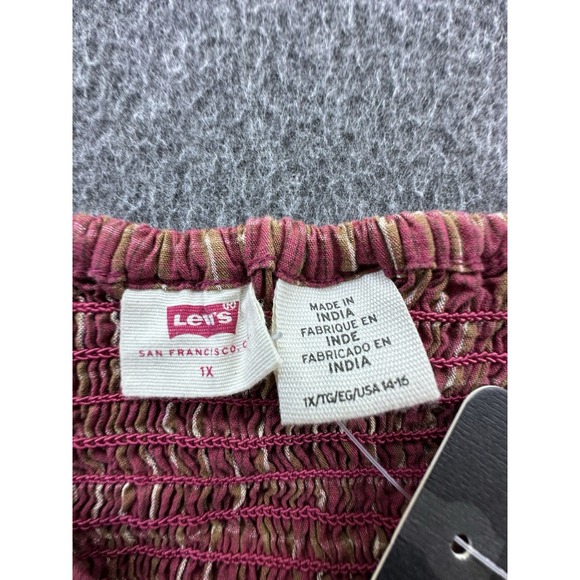 Levi's
SAN FRANCISCO, C
1X
MADE IN
INDIA
FABRIQUE EN
INDE
FABRICADO EN
INDIA
1X/TG/EG/USA 14-16